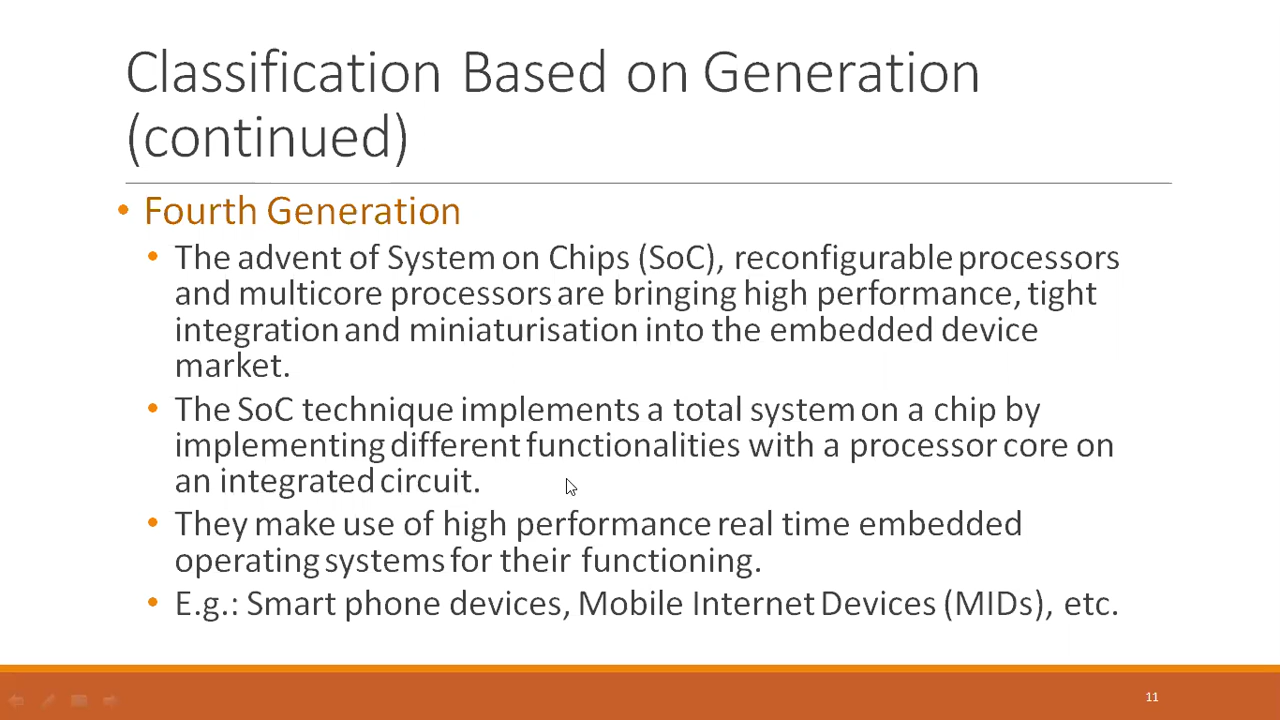 Classification Based on Generation
(continued)
• Fourth Generation
• The advent of System on Chips (SoC), reconfigurable processors
and multicore processors are bringing high performance, tight
integration and miniaturisation into the embedded device
market.
• The SoC technique implements a total system on a chip by
implementing different functionalities with a processor core on
an integrated circuit.
• They make use of high performance real time embedded
operating systems for their functioning.
• E.g.: Smart phone devices, Mobile Internet Devices (MIDs), etc.
11